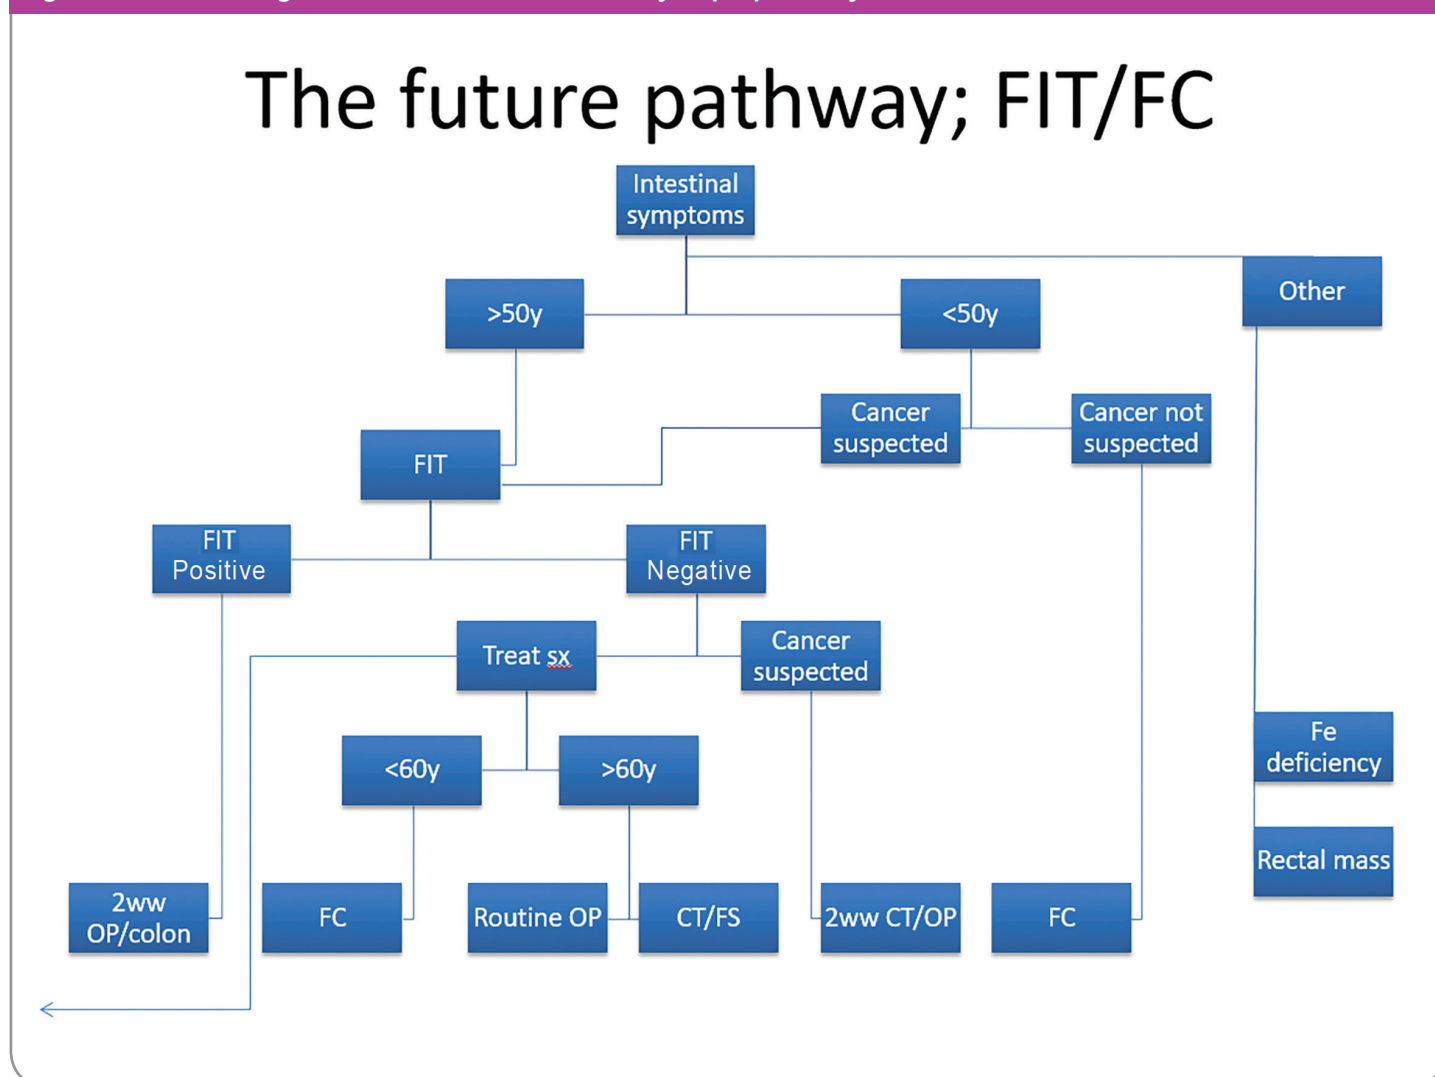 The future pathway; FIT/FC
Intestinal
symptoms
>50y
<50y
Other
Cancer
suspected
Cancer not
suspected
FIT
FIT
Positive
FIT
Negative
Treat sx
Cancer
suspected
<60y
>60y
Fe
deficiency
Rectal mass
2ww
OP/colon
FC
Routine OP
CT/FS
2ww CT/OP
FC